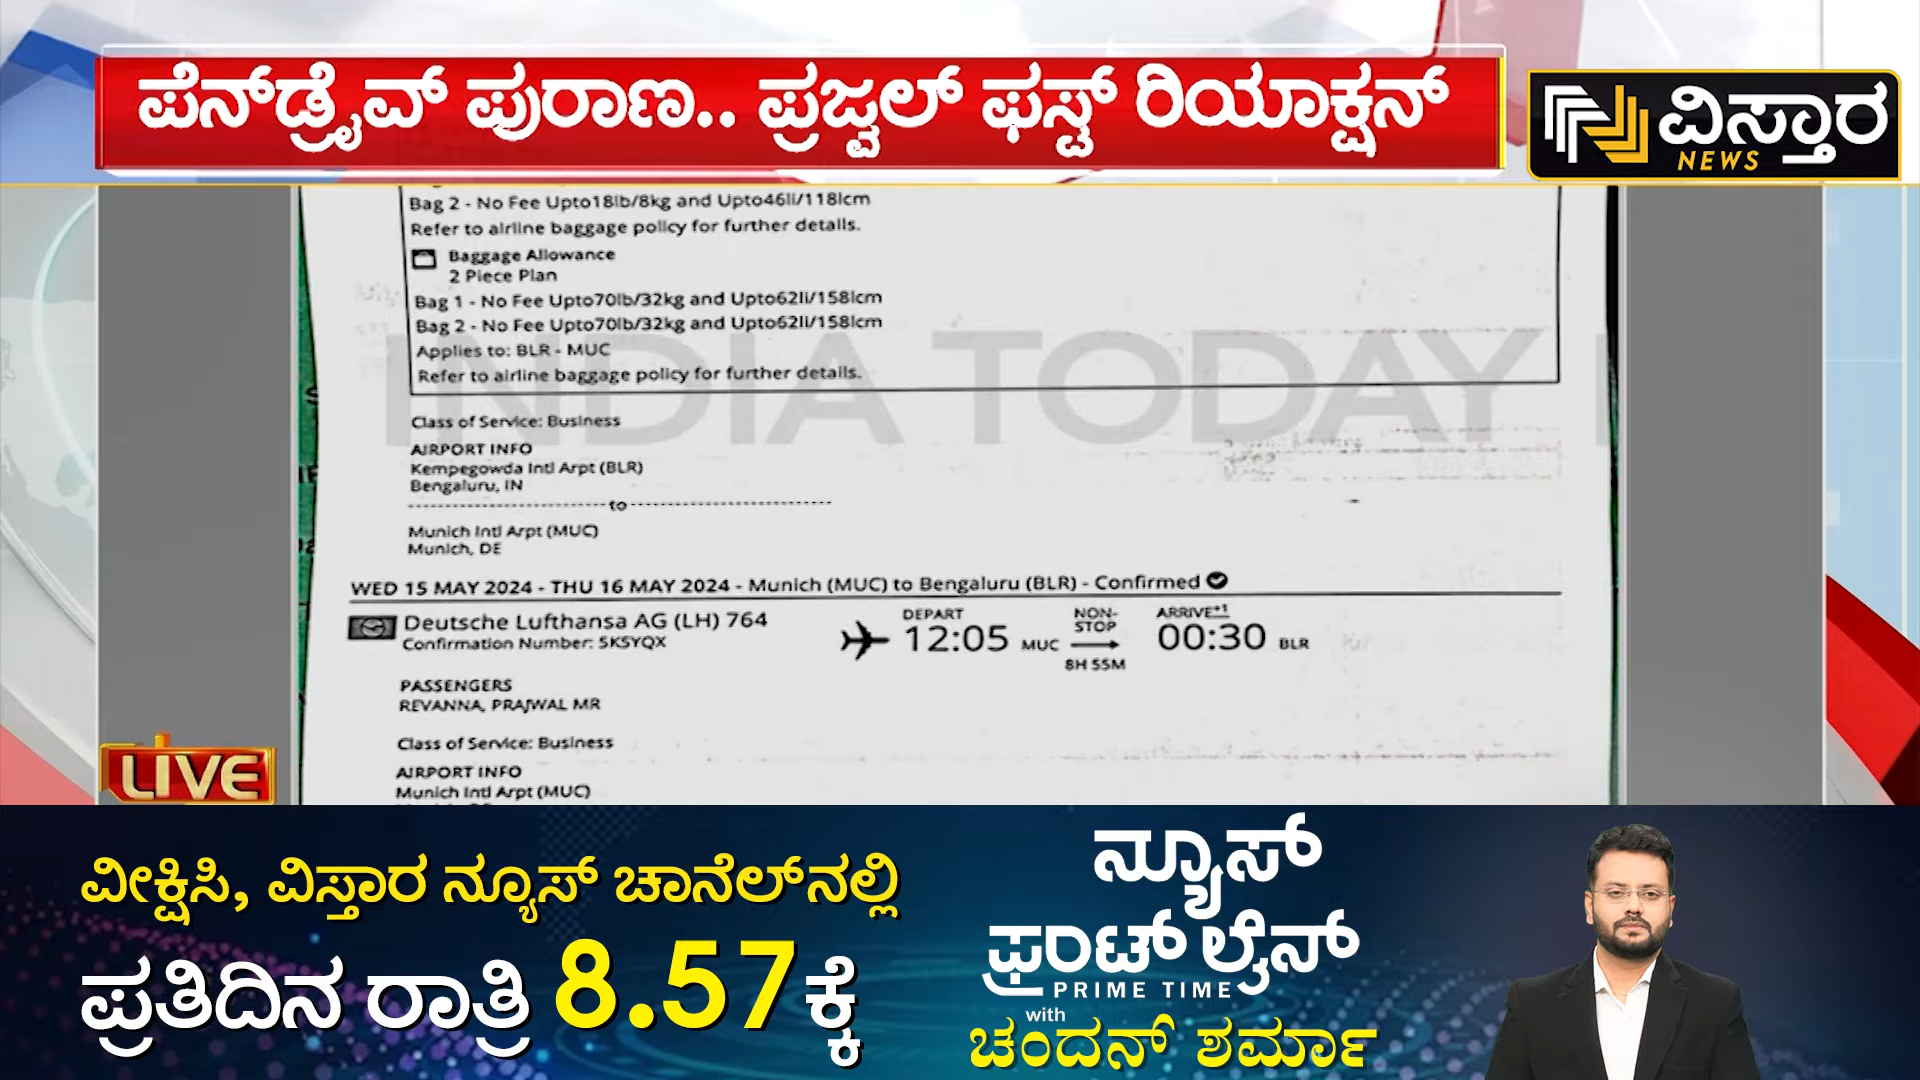 ಪೆನ್‌ಡ್ರೈವ್ ಪುರಾಣ.. ಪ್ರಜ್ವಲ್ ಫಸ್ಟ್ ರಿಯಾಕ್ಷನ್
ವಿಸ್ತಾರ
NEWS
Bag 2 - No Fee Upto18lb/8kg and Upto46li/118lcm
Refer to airline baggage policy for further details.
Baggage Allowance
2 Piece Plan
Bag 1 - No Fee Upto70lb/32kg and Upto62li/158lcm
Bag 2 - No Fee Upto70lb/32kg and Upto62li/158lcm
Applies to: BLR - MUC
Refer to airline baggage policy for further details.
INDIA TODAY
Class of Service: Business
AIRPORT INFO
Kempegowda Intl Arpt (BLR)
Bengaluru, IN
to
Munich Intl Arpt (MUC)
Munich, DE
WED 15 MAY 2024 - THU 16 MAY 2024 - Munich (MUC) to Bengaluru (BLR) - Confirmed
Deutsche Lufthansa AG (LH) 764
Confirmation Number: 5K5YQX
DEPART
12:05 MUC
NON-
STOP
8H 55M
ARRIVE+1
00:30 BLR
PASSENGERS
REVANNA, PRAJWAL MR
Class of Service: Business
AIRPORT INFO
Munich Intl Arpt (MUC)
LIVE
ವೀಕ್ಷಿಸಿ, ವಿಸ್ತಾರ ನ್ಯೂಸ್ ಚಾನೆಲ್‌ನಲ್ಲಿ
ಪ್ರತಿದಿನ ರಾತ್ರಿ 8.57ಕ್ಕೆ
ನ್ಯೂಸ್
ಫ್ರಂಟ್ ಲೈನ್
PRIME TIME
with
ಚಂದನ್ ಶರ್ಮಾ